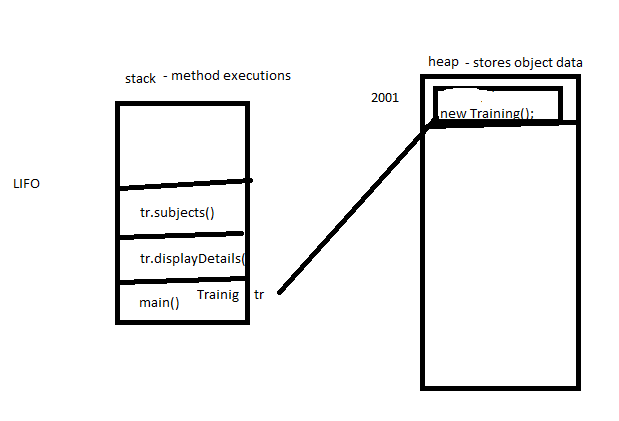 heap - stores object data
stack - method executions
2001
new Training();
LIFO
tr.subjects()
tr.displayDetails(
Trainig tr
main()